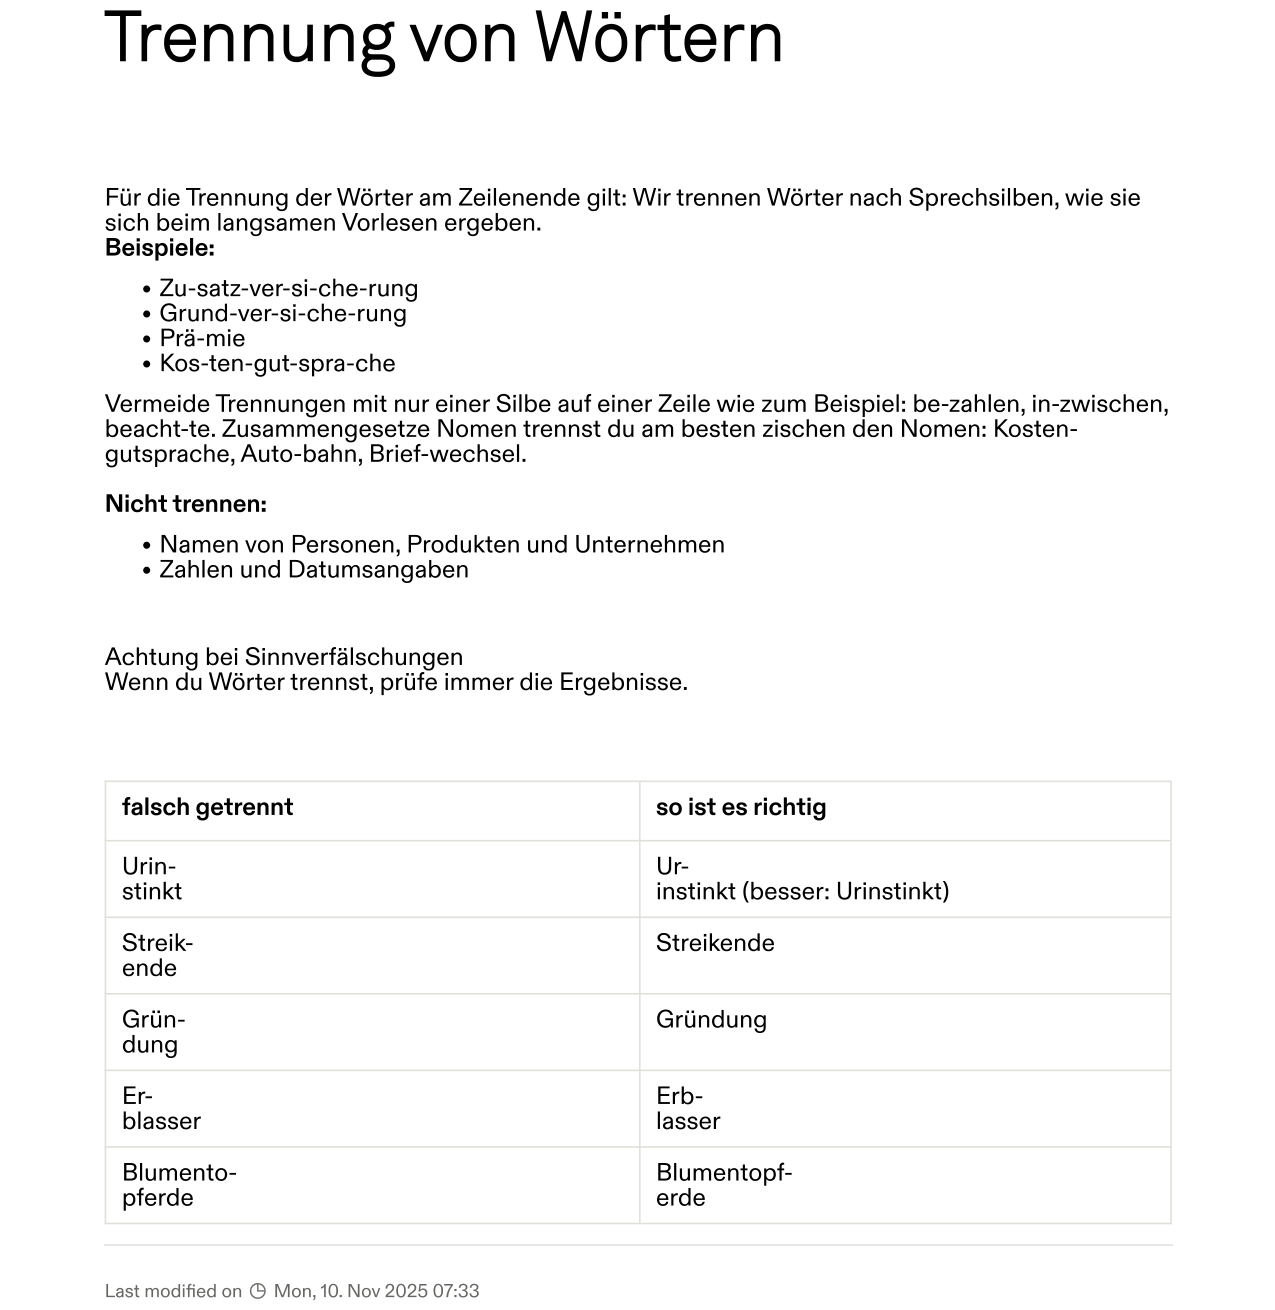 Trennung von Wörtern
Für die Trennung der Wörter am Zeilenende gilt: Wir trennen Wörter nach Sprechsilben, wie sie
sich beim langsamen Vorlesen ergeben.
Beispiele:
• Zu-satz-ver-si-che-rung
• Grund-ver-si-che-rung
• Prä-mie
• Kos-ten-gut-spra-che
Vermeide Trennungen mit nur einer Silbe auf einer Zeile wie zum Beispiel: be-zahlen, in-zwischen,
beacht-te. Zusammengesetze Nomen trennst du am besten zischen den Nomen: Kosten-
gutsprache, Auto-bahn, Brief-wechsel.
Nicht trennen:
• Namen von Personen, Produkten und Unternehmen
• Zahlen und Datumsangaben
Achtung bei Sinnverfälschungen
Wenn du Wörter trennst, prüfe immer die Ergebnisse.
falsch getrennt
so ist es richtig
Urin-
stinkt
Ur-
instinkt (besser: Urinstinkt)
Streik-
ende
Streikende
Grün-
dung
Gründung
Er-
blasser
Erb-
lasser
Blumento-
pferde
Blumentopf-
erde
Last modified on Mon, 10. Nov 2025 07:33